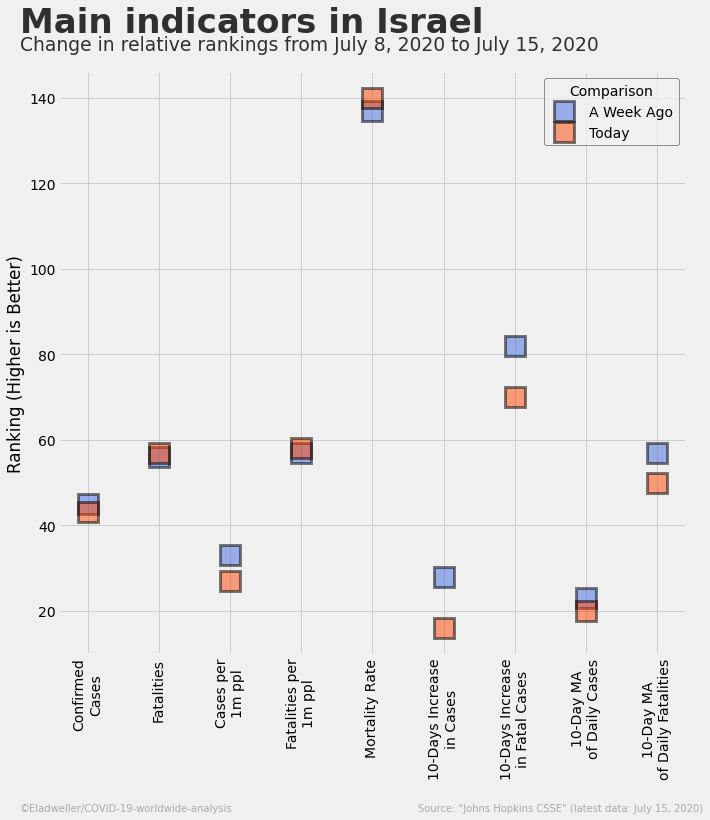 Main indicators in Israel
Change in relative rankings from July 8, 2020 to July 15, 2020
Comparison
A Week Ago
Today
Ranking (Higher is Better)
140
120
100
80
60
40
20
Confirmed
Cases
Fatalities
Cases per
1m ppl
Fatalities per
1m ppl
Mortality Rate
10-Days Increase
in Cases
10-Days Increase
in Fatal Cases
10-Day MA
of Daily Cases
10-Day MA
of Daily Fatalities
©Eladweller/COVID-19-worldwide-analysis
Source: "Johns Hopkins CSSE" (latest data: July 15, 2020)